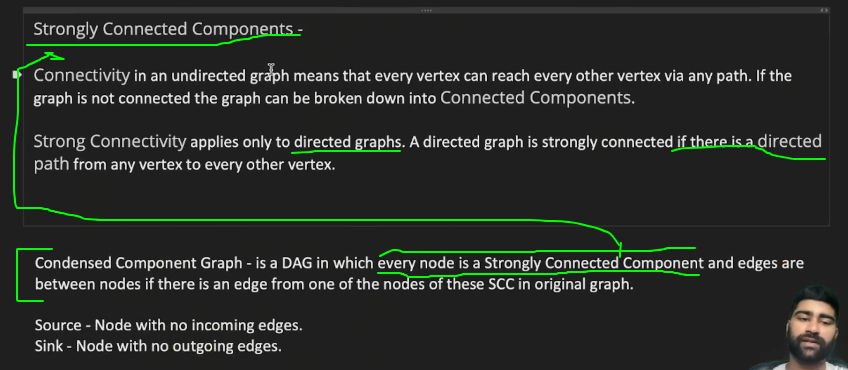 Strongly Connected Components -
Connectivity in an undirected graph means that every vertex can reach every other vertex via any path. If the
graph is not connected the graph can be broken down into Connected Components.
Strong Connectivity applies only to directed graphs. A directed graph is strongly connected if there is a directed
path from any vertex to every other vertex.
Condensed Component Graph - is a DAG in which every node is a Strongly Connected Component and edges are
between nodes if there is an edge from one of the nodes of these SCC in original graph.
Source - Node with no incoming edges.
Sink - Node with no outgoing edges.